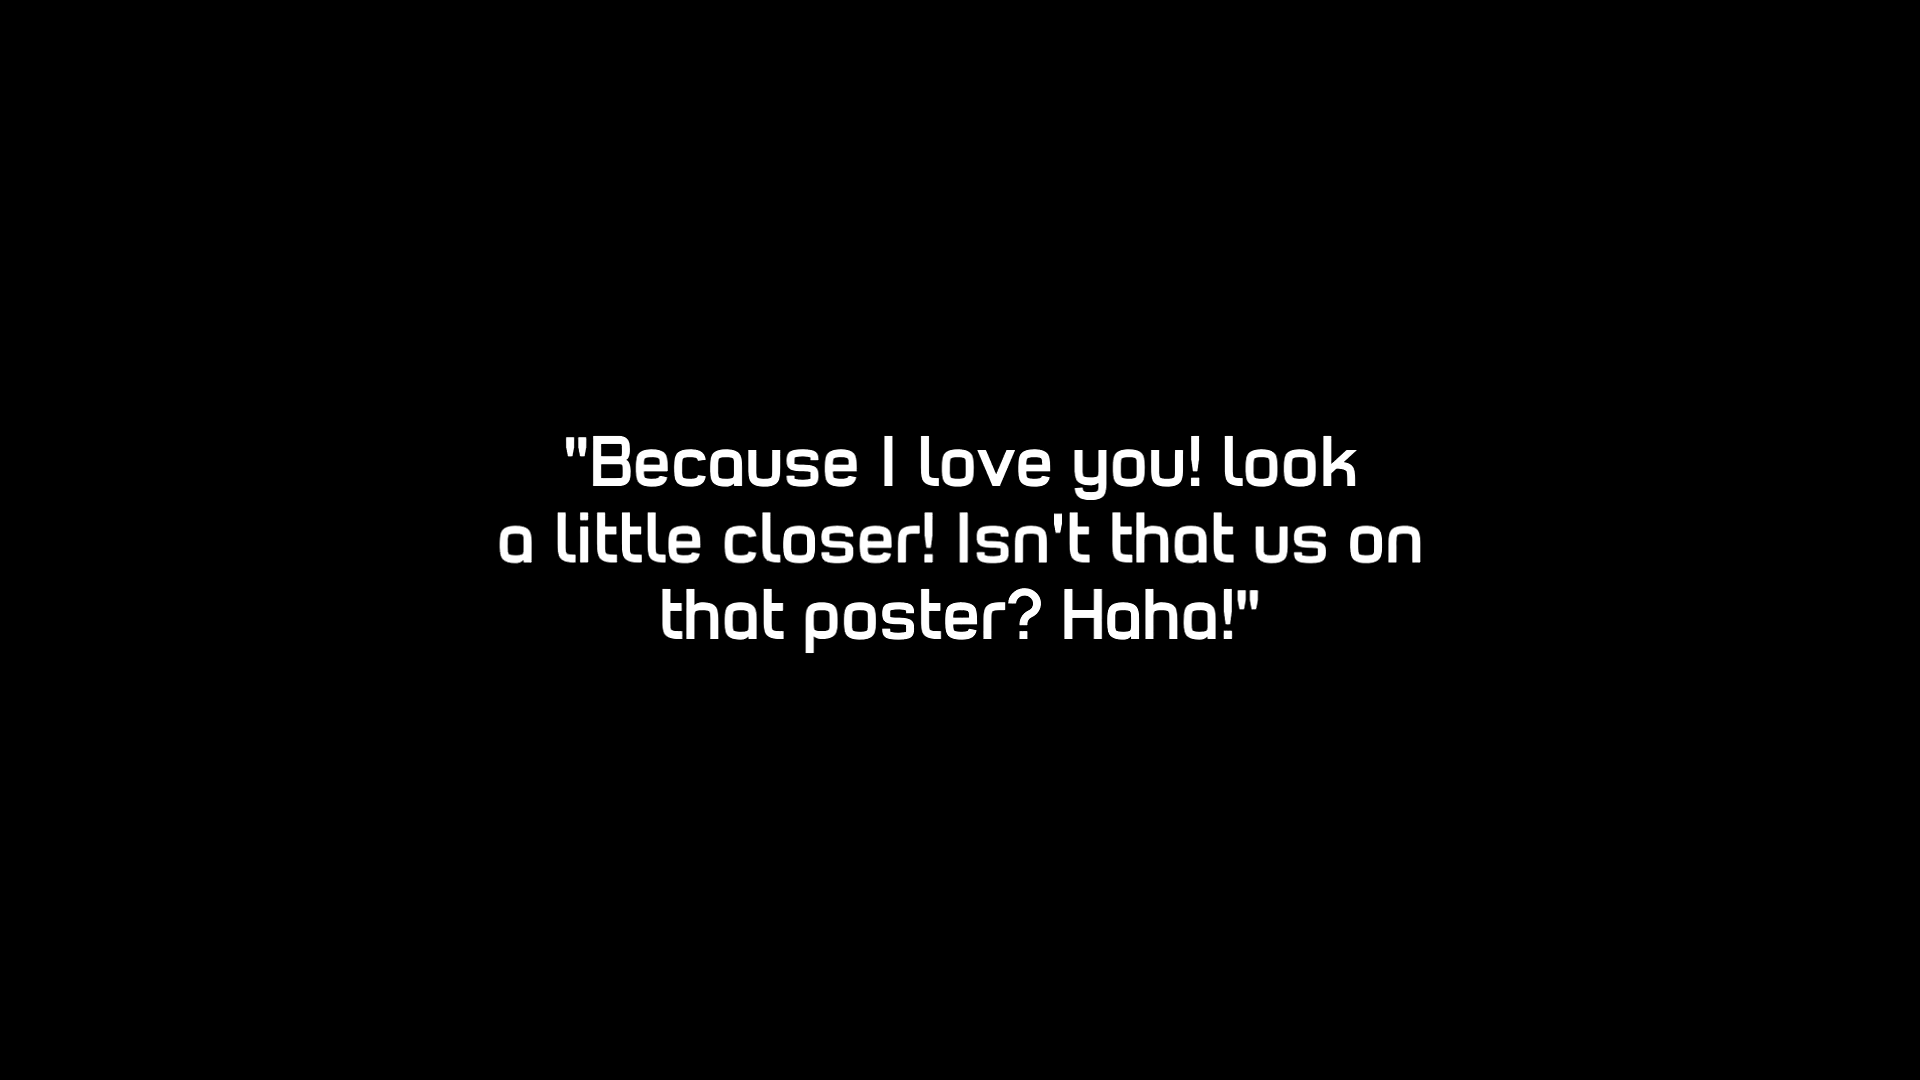 "Because I love you! look
a little closer! Isn't that us on
that poster? Haha!"